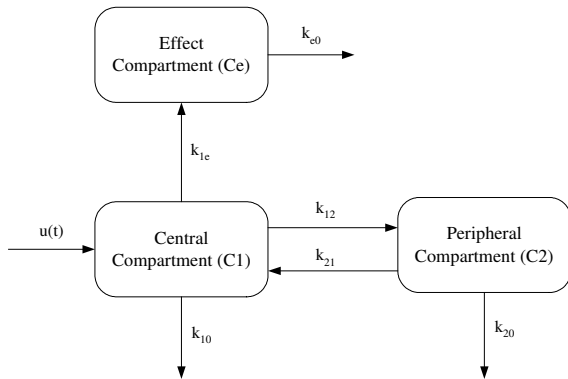 Effect
Compartment (Ce)
k_e0
k_1e
u(t)
Central
Compartment (C1)
k_12
k_21
Peripheral
Compartment (C2)
k_10
k_20